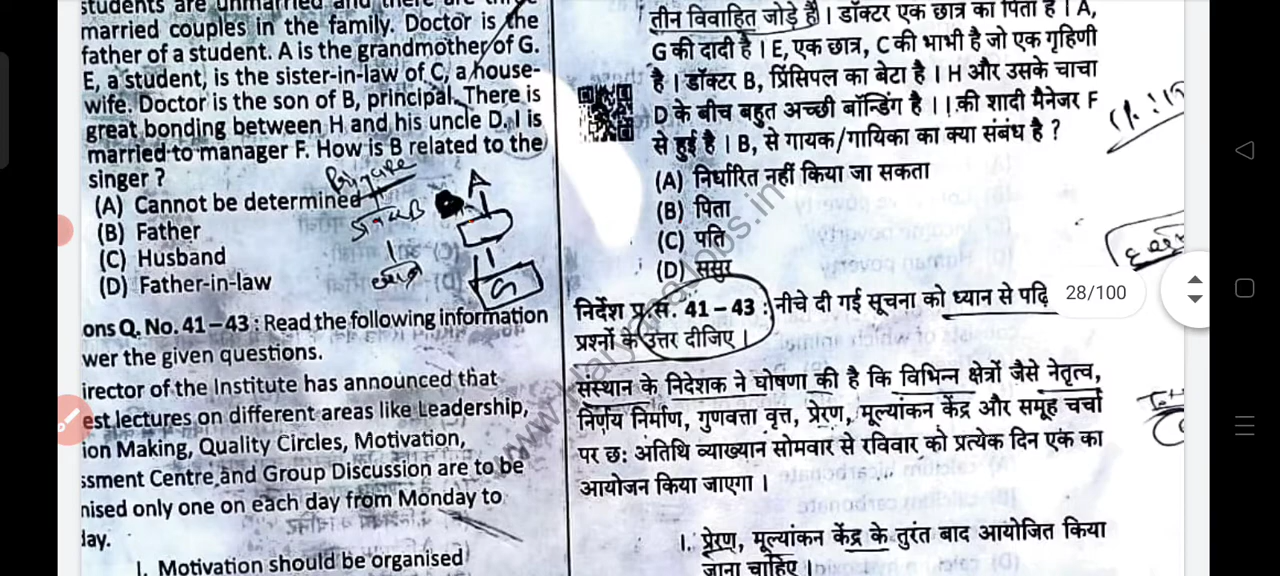 students are unmarried and there are three
married couples in the family. Doctor is the
father of a student. A is the grandmother of G.
E, a student, is the sister-in-law of C, a house-
wife. Doctor is the son of B, principal. There is
great bonding between H and his uncle D. I is
married to manager F. How is B related to the
singer ?
(A) Cannot be determined
(B) Father
(C) Husband
(D) Father-in-law
A
G
ons Q. No. 41 – 43 : Read the following information
wer the given questions.
irector of the Institute has announced that
est lectures on different areas like Leadership,
ion Making, Quality Circles, Motivation,
ssment Centre and Group Discussion are to be
nised only one on each day from Monday to
day.
I. Motivation should be organised
तीन विवाहित जोड़े हैं । डॉक्टर एक छात्र का पिता है । A,
G की दादी है । E, एक छात्र, C की भाभी है जो एक गृहिणी
है । डॉक्टर B, प्रिंसिपल का बेटा है । H और उसके चाचा
D के बीच बहुत अच्छी बॉन्डिंग है । I की शादी मैनेजर F
से हुई है । B, से गायक/गायिका का क्या संबंध है ?
(A) निर्धारित नहीं किया जा सकता
(B) पिता
(C) पति
(D) ससुर
निर्देश प्र.सं. 41 – 43 : नीचे दी गई सूचना को ध्यान से पढ़ि
प्रश्नों के उत्तर दीजिए ।
संस्थान के निदेशक ने घोषणा की है कि विभिन्न क्षेत्रों जैसे नेतृत्व,
निर्णय निर्माण, गुणवत्ता वृत्त, प्रेरण, मूल्यांकन केंद्र और समूह चर्चा
पर छः अतिथि व्याख्यान सोमवार से रविवार को प्रत्येक दिन एक का
आयोजन किया जाएगा ।
I. प्रेरण, मूल्यांकन केंद्र के तुरंत बाद आयोजित किया
जाना चाहिए ।
28/100